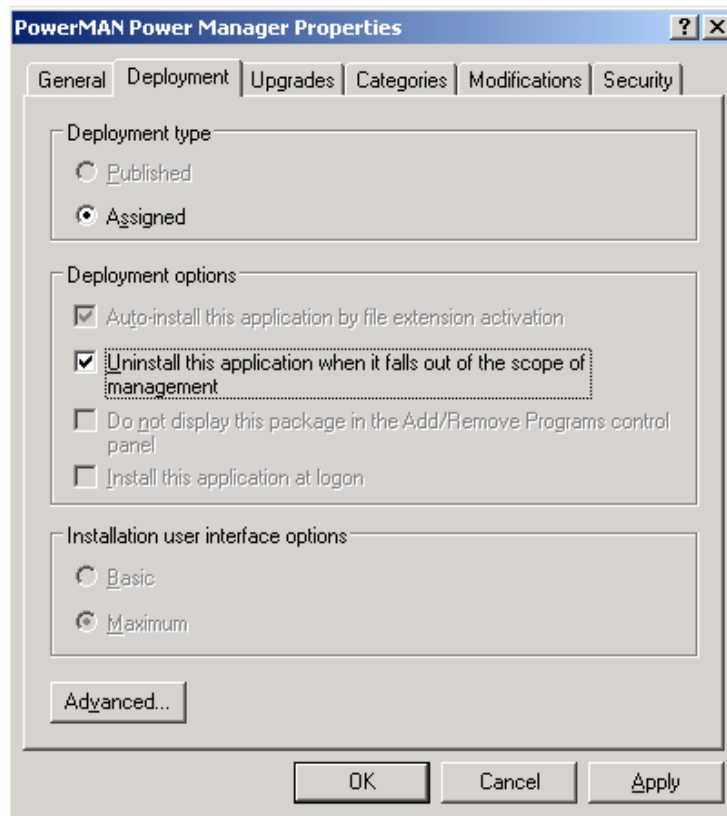 PowerMAN Power Manager Properties
General Deployment Upgrades Categories Modifications Security
Deployment type
Published
Assigned
Deployment options
Auto-install this application by file extension activation
Uninstall this application when it falls out of the scope of
management
Do not display this package in the Add/Remove Programs control
panel
Install this application at logon
Installation user interface options
Basic
Maximum
Advanced...
OK Cancel Apply